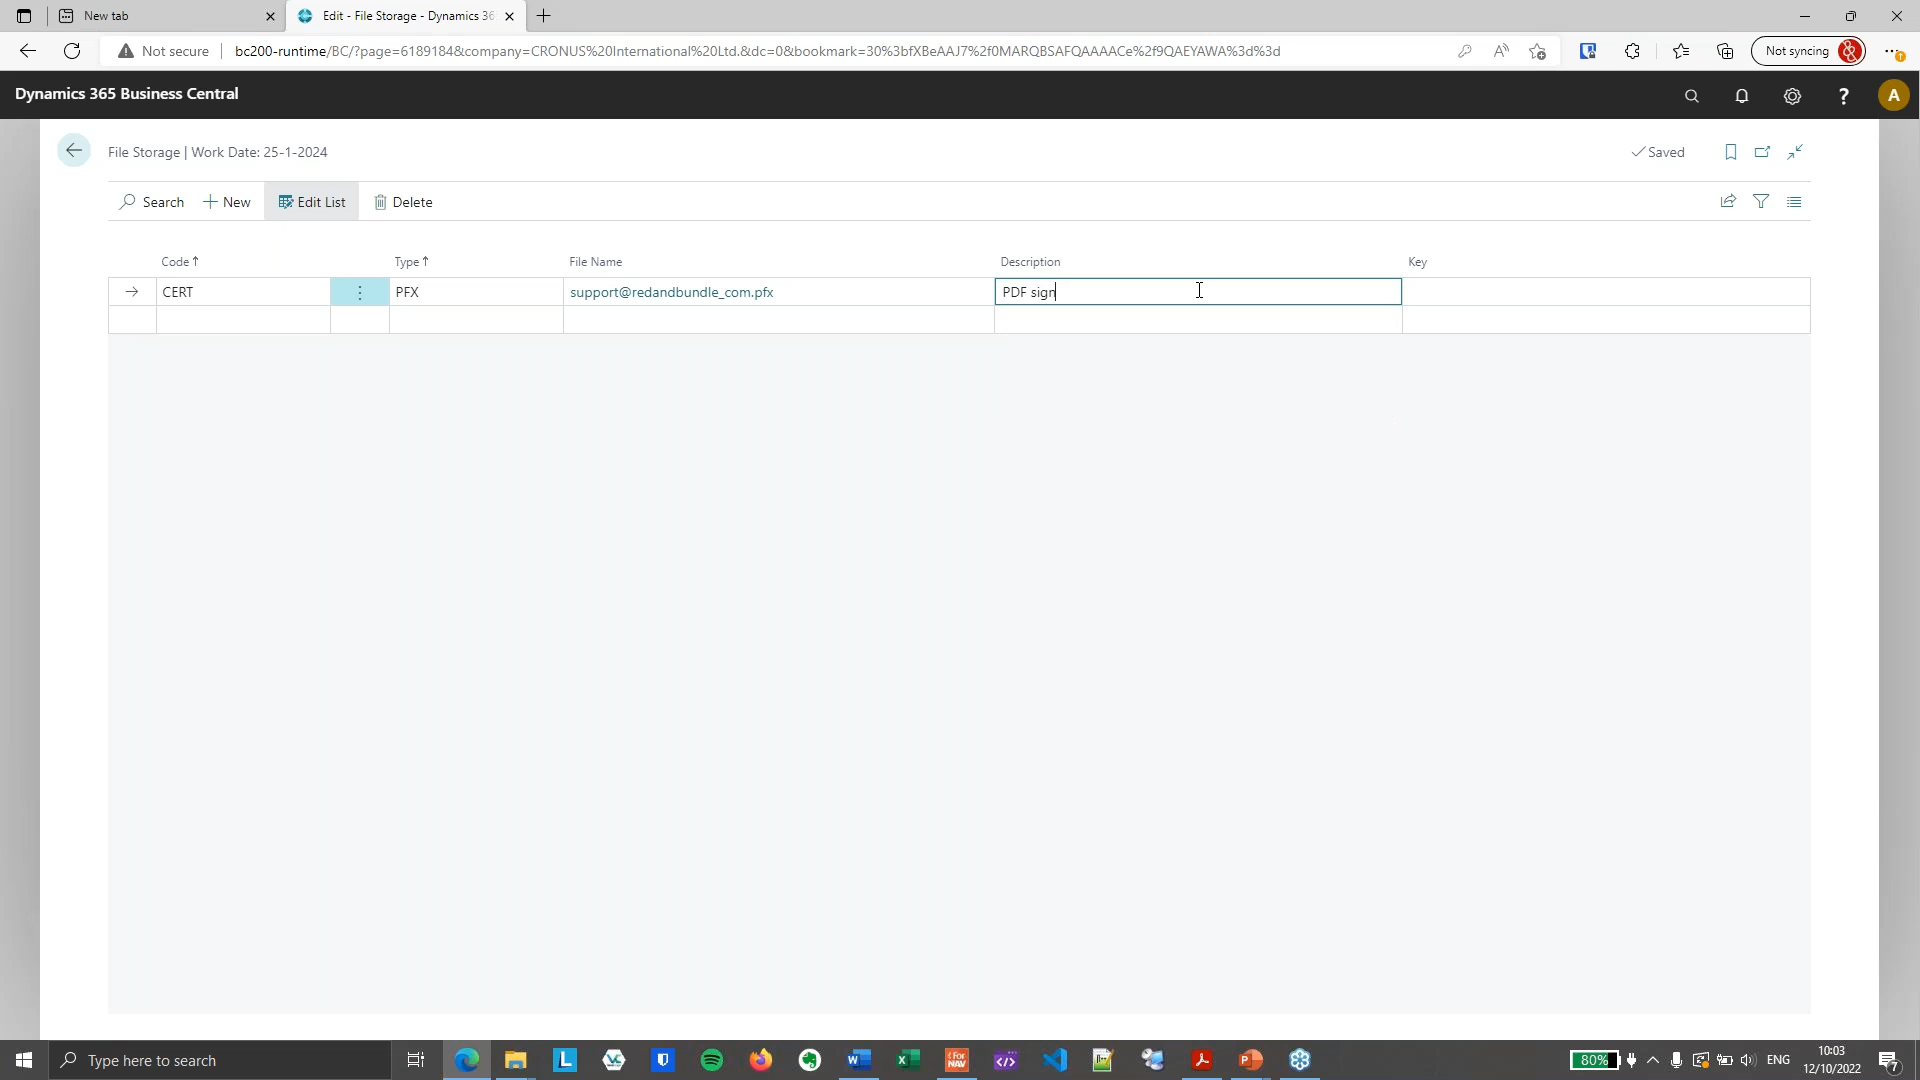 New tab
Edit - File Storage - Dynamics 36
Not secure
bc200-runtime/BC/?page=6189184&company=CRONUS%20International%20Ltd.&dc=0&bookmark=30%3bfXBeAAJ7%2f0MARQBSAFQAAAACe%2f9QAEYAWA%3d%3d
Not syncing
Dynamics 365 Business Central
A
File Storage | Work Date: 25-1-2024
Saved
Search
New
Edit List
Delete
Code
Type
File Name
Description
Key
CERT
PFX
support@redandbundle_com.pfx
PDF sign
Type here to search
80%
ENG
10:03
12/10/2022
7